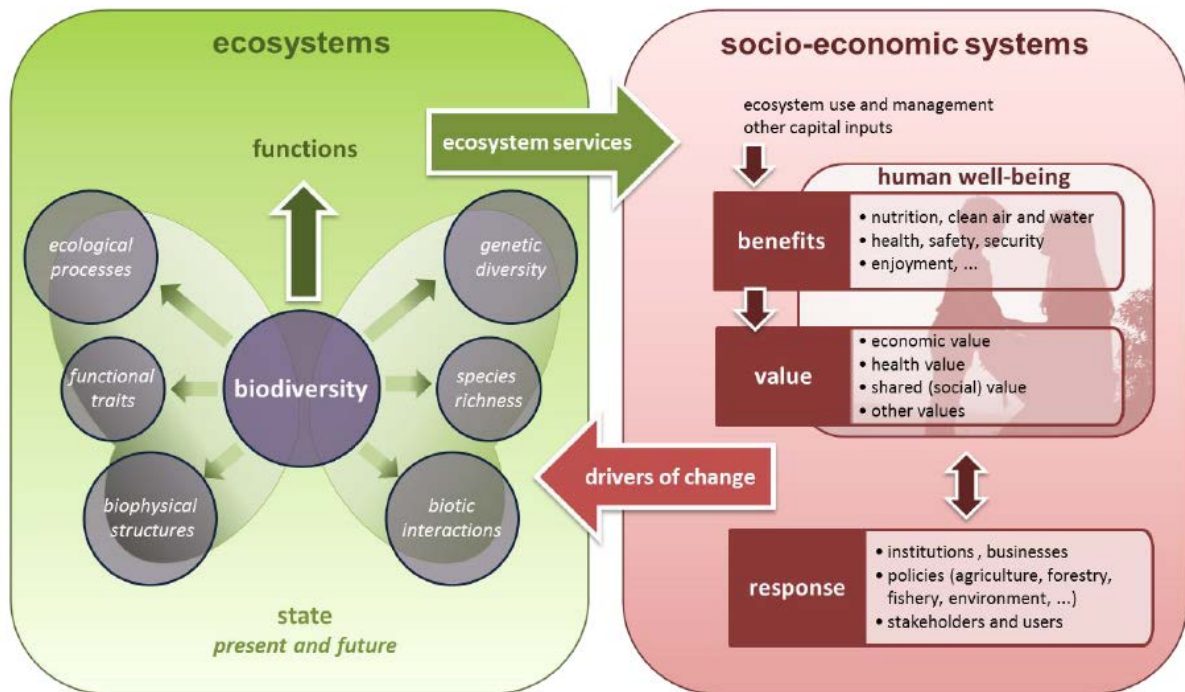 ecosystems
functions
ecological
processes
genetic
diversity
functional
traits
biodiversity
species
richness
biophysical
structures
biotic
interactions
state
present and future
ecosystem services
drivers of change
socio-economic systems
ecosystem use and management
other capital inputs
human well-being
benefits
• nutrition, clean air and water
• health, safety, security
• enjoyment, ...
value
• economic value
• health value
• shared (social) value
• other values
response
• institutions , businesses
• policies (agriculture, forestry,
fishery, environment, ...)
• stakeholders and users